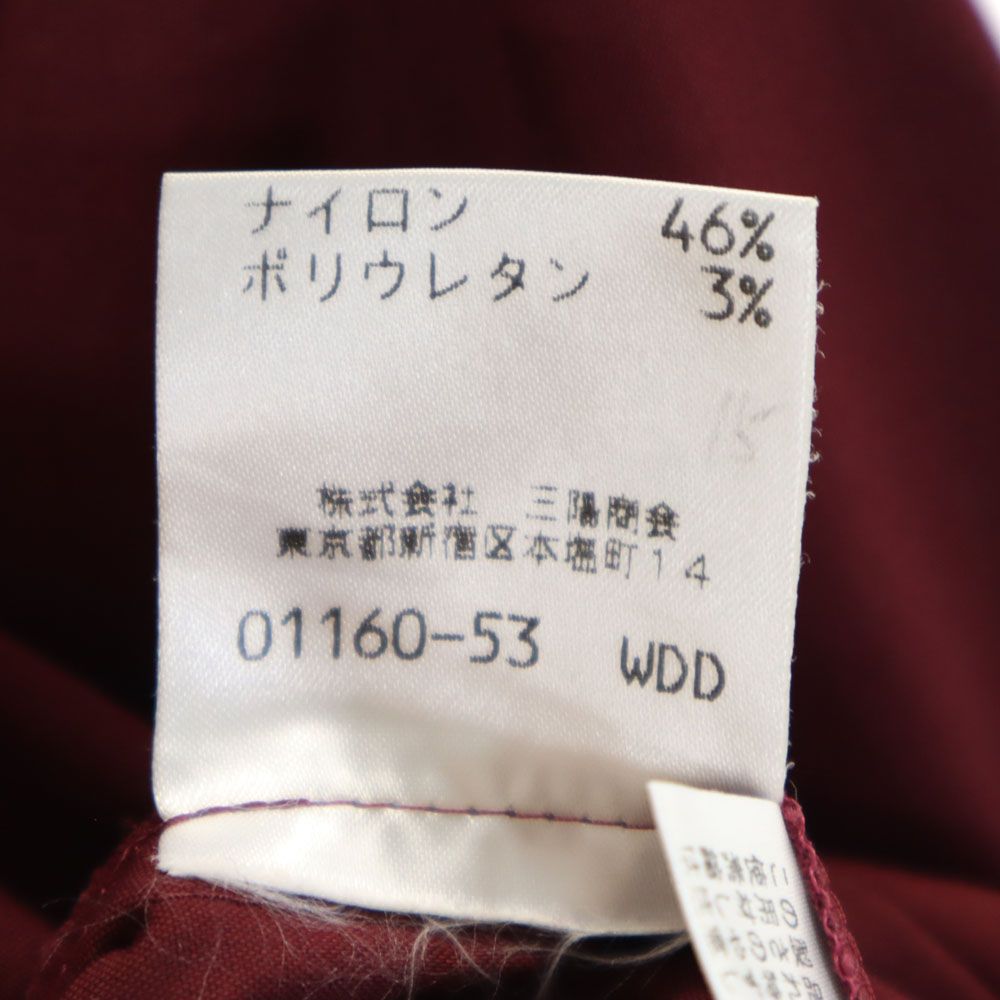 ナイロン 46%
ポリウレタン 3%
株式会社 三陽商会
東京都新宿区本塩町14
01160-53 WDD